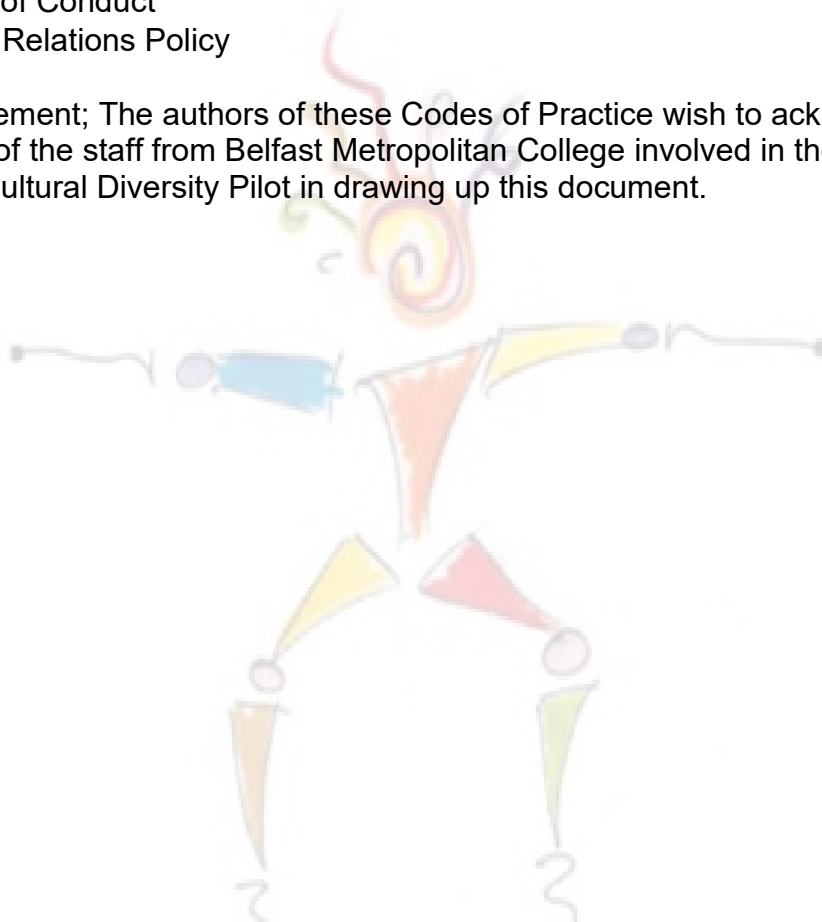 of Conduct
Relations Policy
ement; The authors of these Codes of Practice wish to ack
of the staff from Belfast Metropolitan College involved in th
ultural Diversity Pilot in drawing up this document.